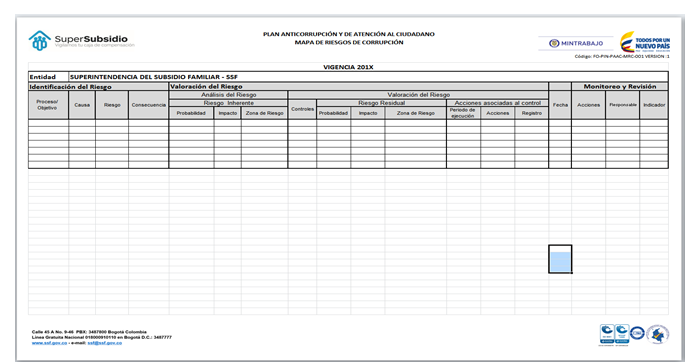 SuperSubsidio
Vigilamos tu caja de compensación
PLAN ANTICORRUPCIÓN Y DE ATENCIÓN AL CIUDADANO
MAPA DE RIESGOS DE CORRUPCIÓN
MINTRABAJO
TODOS POR UN
NUEVO PAÍS
Código: FO-PIN-PAAC-MRC-001 VERSION :1
VIGENCIA 201X
Entidad SUPERINTENDENCIA DEL SUBSIDIO FAMILIAR - SSF
Identificación del Riesgo Valoración del Riesgo Monitoreo y Revisión
Análisis del Riesgo Valoración del Riesgo
Riesgo Inherente Riesgo Residual Acciones asociadas al control
Proceso/ Objetivo Causa Riesgo Consecuencia Probabilidad Impacto Zona de Riesgo Controles Probabilidad Impacto Zona de Riesgo Periodo de ejecución Acciones Registro Fecha Acciones Responsable Indicador
Calle 45 A No. 9-46 PBX: 3487800 Bogotá Colombia
Línea Gratuita Nacional 018000910110 en Bogotá D.C.: 3487777
www.ssf.gov.co - e-mail: ssf@ssf.gov.co